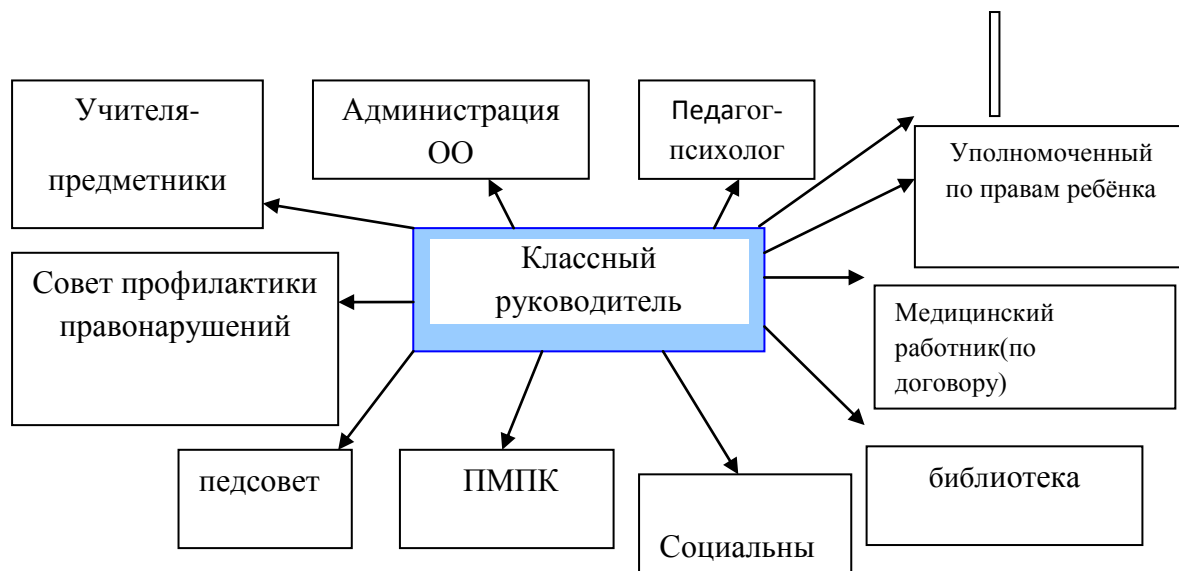 Учителя-
предметники
Администрация
ОО
Педагог-
психолог
Уполномоченный
по правам ребёнка
Классный
руководитель
Совет профилактики
правонарушений
Медицинский
работник(по
договору)
педсовет
ПМПК
Социальны
библиотека